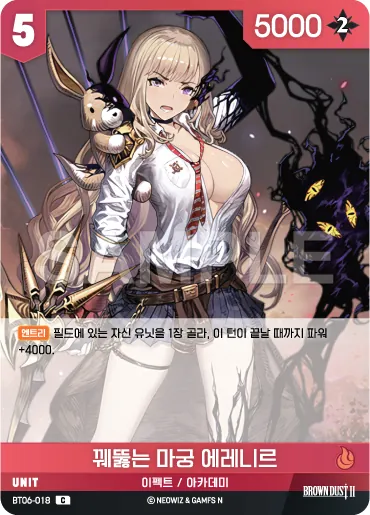 5
5000 2
SAMPLE
엔트리 필드에 있는 자신 유닛을 1장 골라, 이 턴이 끝날 때까지 파워
+4000.
꿰뚫는 마궁 에레니르
UNIT
이펙트 / 아카데미
BT06-018 C
© NEOWIZ & GAMFS N
BROWN DUST II